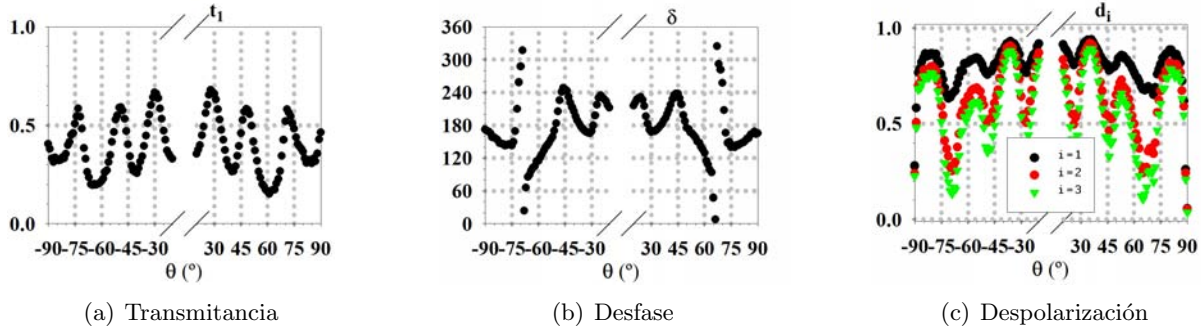 t₁
1.0
0.5
0.0
-90 -75 -60 -45 -30 30 45 60 75 90
θ (º)
(a) Transmitancia
δ
360
300
240
180
120
60
0
-90 -75 -60 -45 -30 30 45 60 75 90
θ (º)
(b) Desfase
dᵢ
1.0
0.5
0.0
i=1
i=2
i=3
-90 -75 -60 -45 -30 30 45 60 75 90
θ (º)
(c) Despolarización